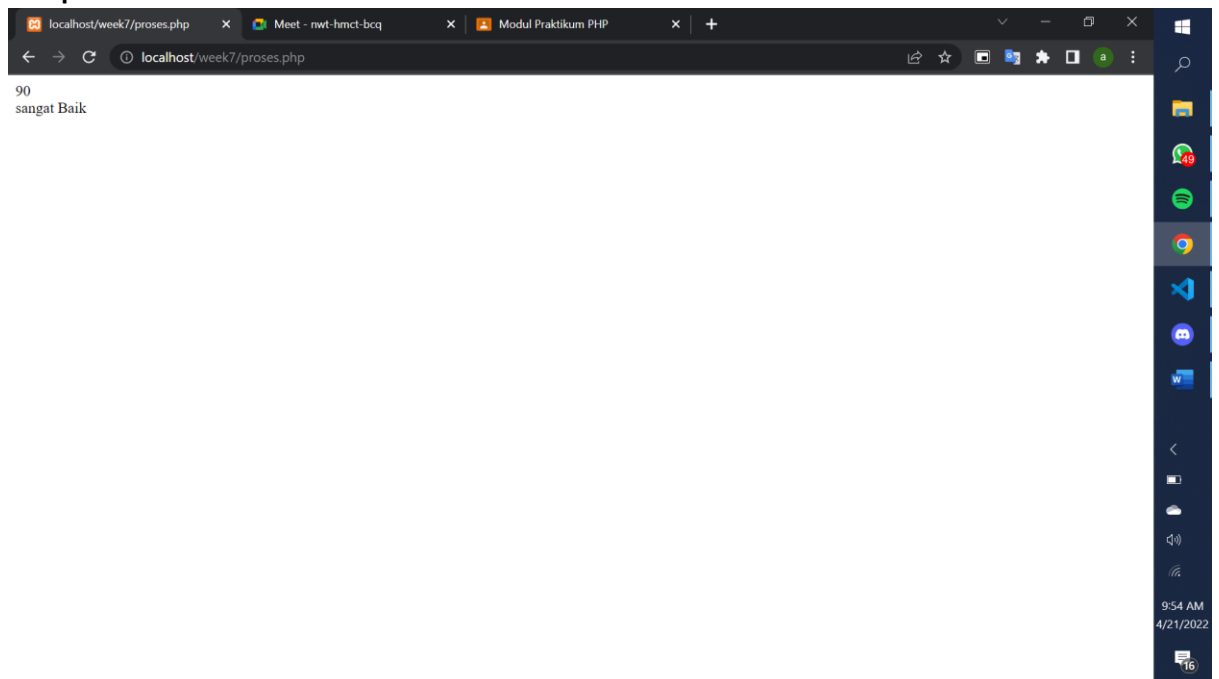 localhost/week7/proses.php
Meet - nwt-hmct-bcq
Modul Praktikum PHP
localhost/week7/proses.php
a
90
sangat Baik
49
W
9:54 AM
4/21/2022
16